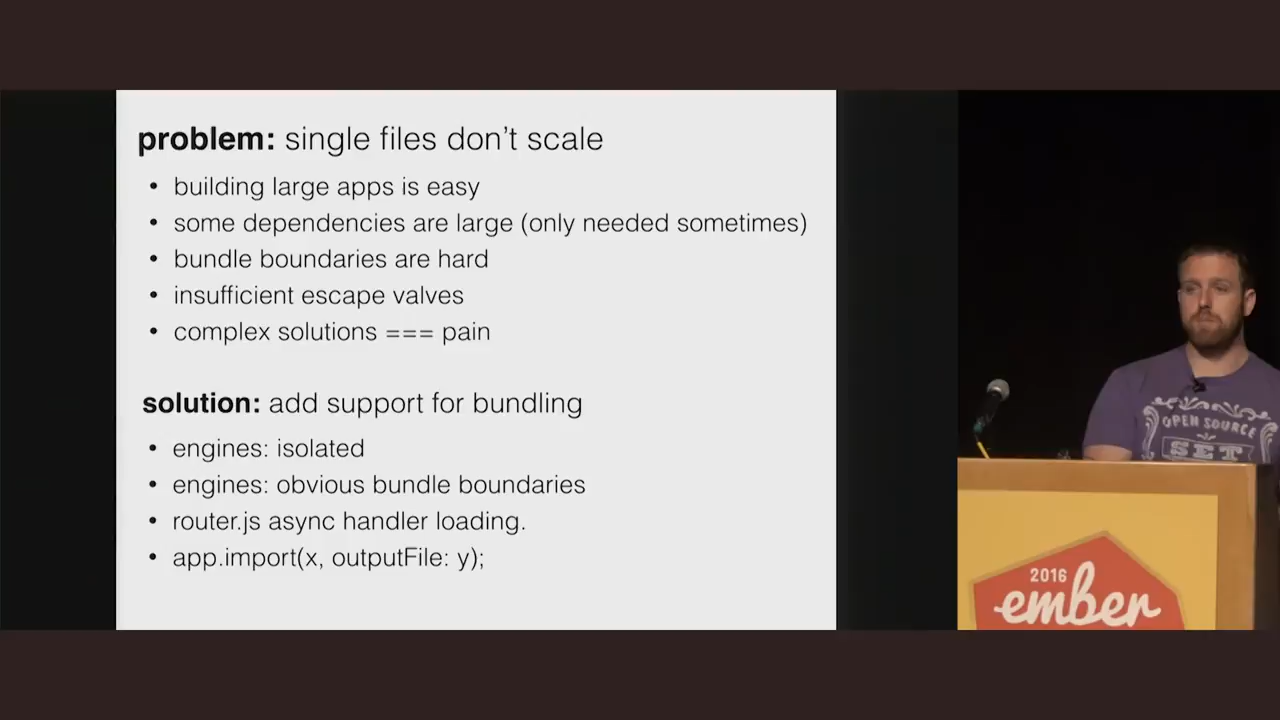 problem: single files don't scale
• building large apps is easy
• some dependencies are large (only needed sometimes)
• bundle boundaries are hard
• insufficient escape valves
• complex solutions === pain
solution: add support for bundling
• engines: isolated
• engines: obvious bundle boundaries
• router.js async handler loading.
• app.import(x, outputFile: y);
OPEN SOURCE
SET
2016
ember